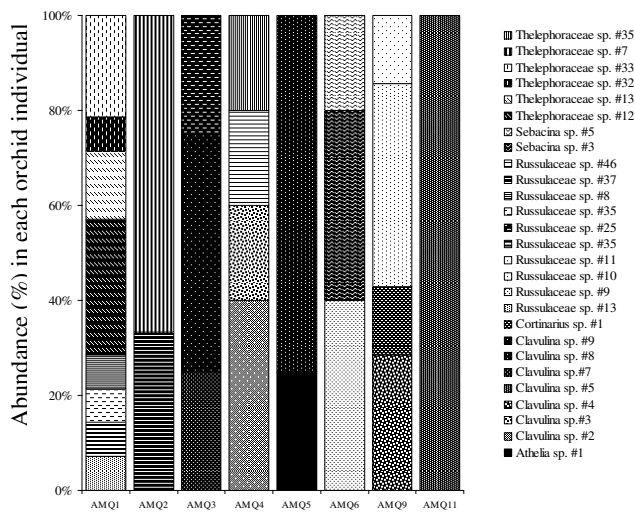 Abundance (%) in each orchid individual
100%
80%
60%
40%
20%
0%
AMQ1 AMQ2 AMQ3 AMQ4 AMQ5 AMQ6 AMQ9 AMQ11
Thelephoraceae sp. #35
Thelephoraceae sp. #7
Thelephoraceae sp. #33
Thelephoraceae sp. #32
Thelephoraceae sp. #13
Thelephoraceae sp. #12
Sebacina sp. #5
Sebacina sp. #3
Russulaceae sp. #46
Russulaceae sp. #37
Russulaceae sp. #8
Russulaceae sp. #35
Russulaceae sp. #25
Russulaceae sp. #35
Russulaceae sp. #11
Russulaceae sp. #10
Russulaceae sp. #9
Russulaceae sp. #13
Cortinarius sp. #1
Clavulina sp. #9
Clavulina sp. #8
Clavulina sp.#7
Clavulina sp. #5
Clavulina sp. #4
Clavulina sp.#3
Clavulina sp. #2
Athelia sp. #1